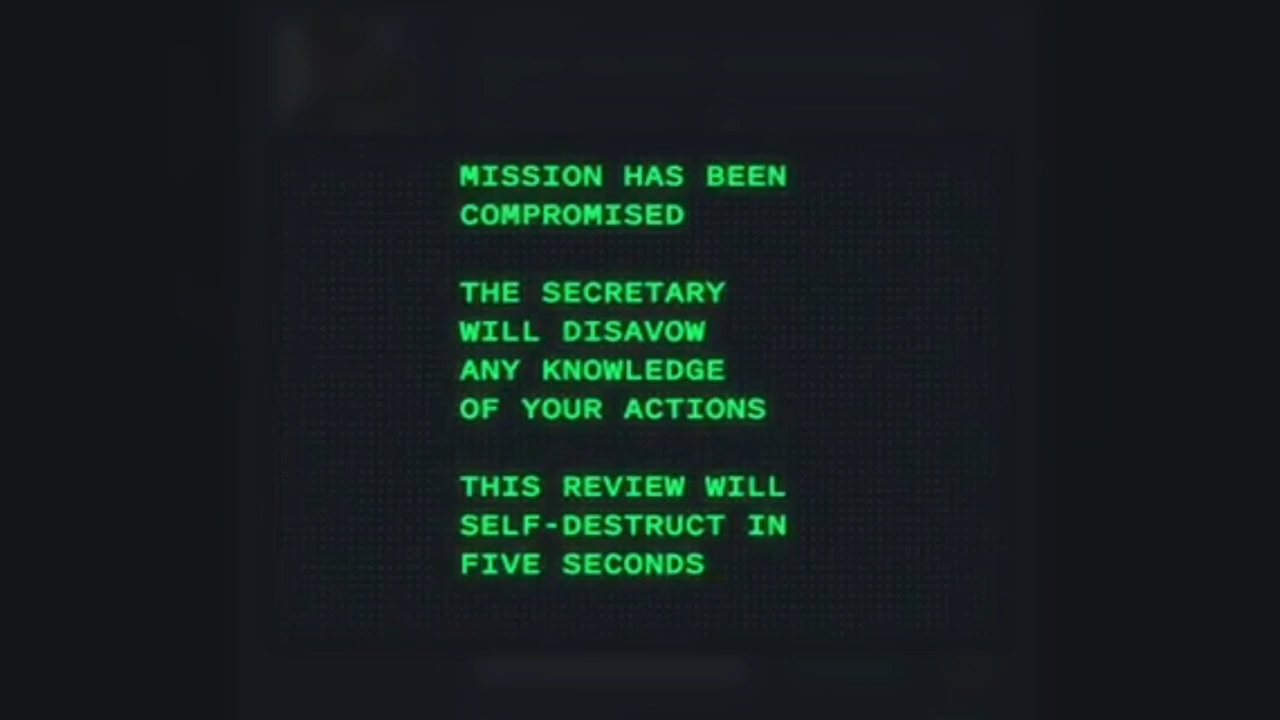 MISSION HAS BEEN
COMPROMISED
THE SECRETARY
WILL DISAVOW
ANY KNOWLEDGE
OF YOUR ACTIONS
THIS REVIEW WILL
SELF-DESTRUCT IN
FIVE SECONDS